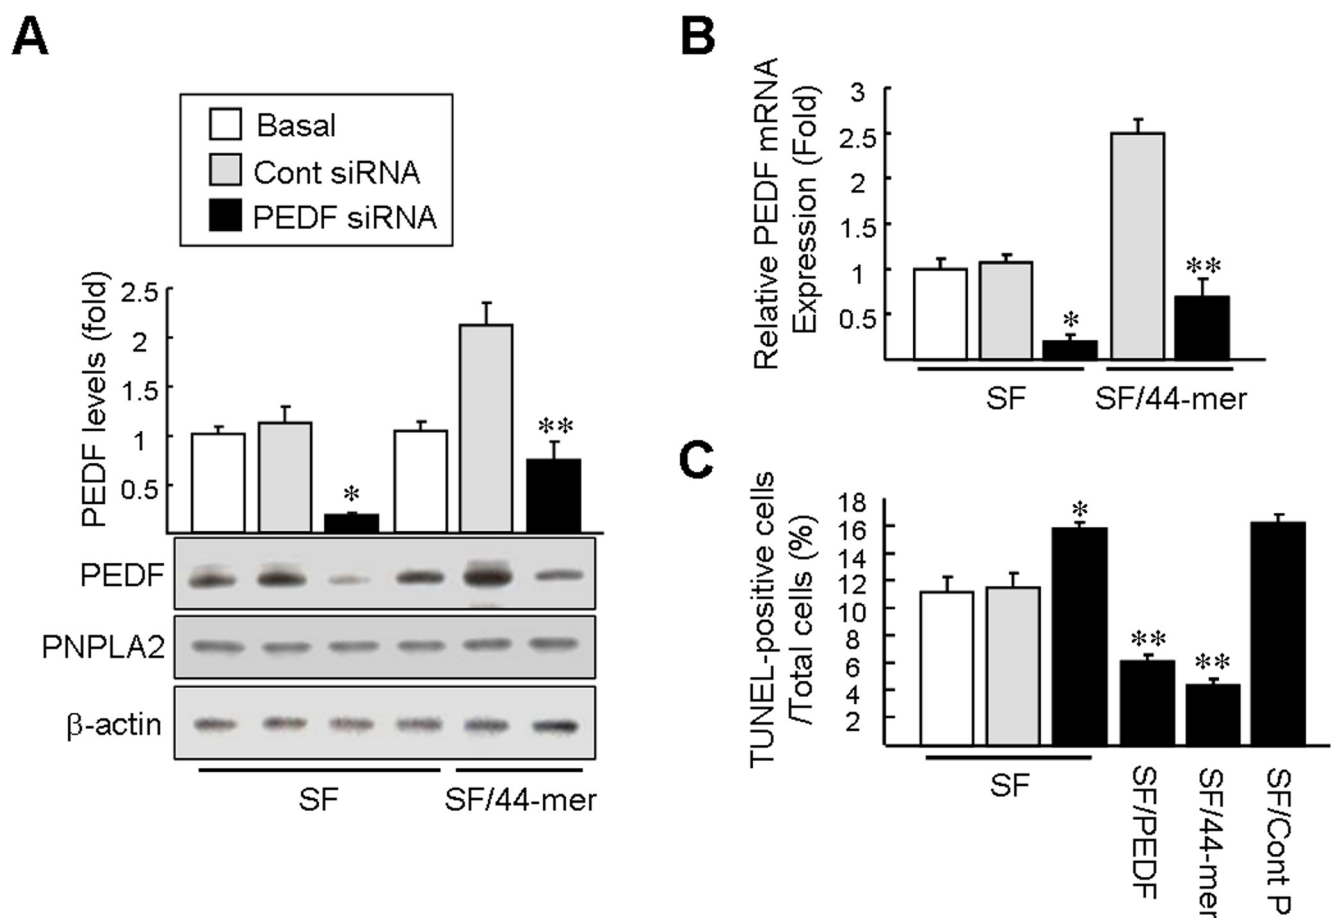 A
Basal
Cont siRNA
PEDF siRNA
PEDF levels (fold)
2.5
2
1.5
1
0.5
*
**
PEDF
PNPLA2
β-actin
SF
SF/44-mer
B
Relative PEDF mRNA
Expression (Fold)
3
2.5
2
1.5
1
0.5
*
**
SF
SF/44-mer
C
TUNEL-positive cells
/Total cells (%)
18
16
14
12
10
8
6
4
2
*
**
**
SF
SF/PEDF
SF/44-mer
SF/Cont P